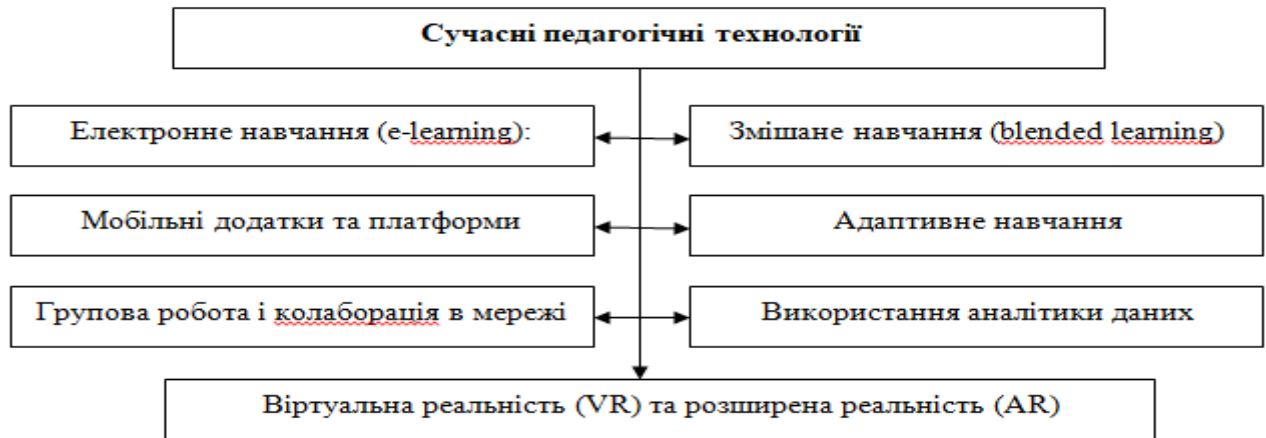 Сучасні педагогічні технології
Електронне навчання (e-learning):
Змішане навчання (blended learning)
Мобільні додатки та платформи
Адаптивне навчання
Групова робота і колаборація в мережі
Використання аналітики даних
Віртуальна реальність (VR) та розширена реальність (AR)